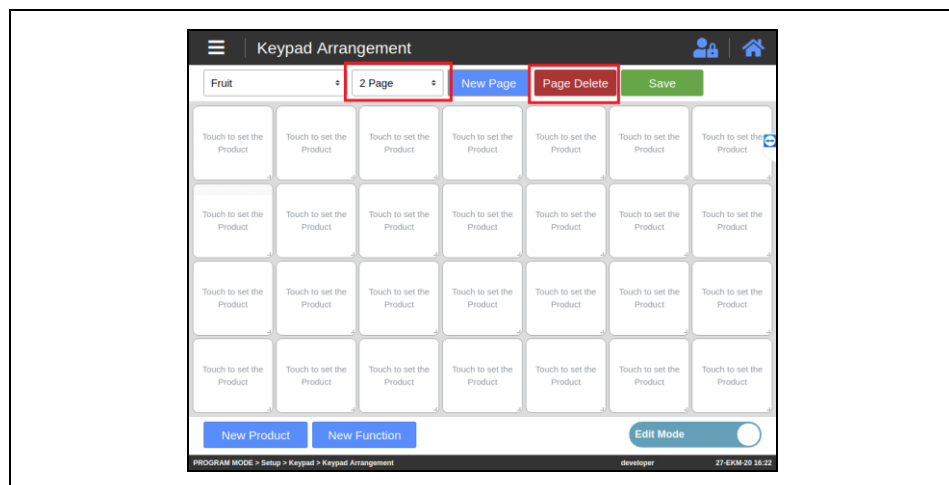 Keypad Arrangement
Fruit 2 Page New Page Page Delete Save
Touch to set the Touch to set the Touch to set the Touch to set the Touch to set the Touch to set the Touch to set the
Product Product Product Product Product Product Product
Touch to set the Touch to set the Touch to set the Touch to set the Touch to set the Touch to set the Touch to set the
Product Product Product Product Product Product Product
Touch to set the Touch to set the Touch to set the Touch to set the Touch to set the Touch to set the Touch to set the
Product Product Product Product Product Product Product
Touch to set the Touch to set the Touch to set the Touch to set the Touch to set the Touch to set the Touch to set the
Product Product Product Product Product Product Product
New Product New Function Edit Mode
PROGRAM MODE > Setup > Keypad > Keypad Arrangement developer 27-EKM-20 16:22